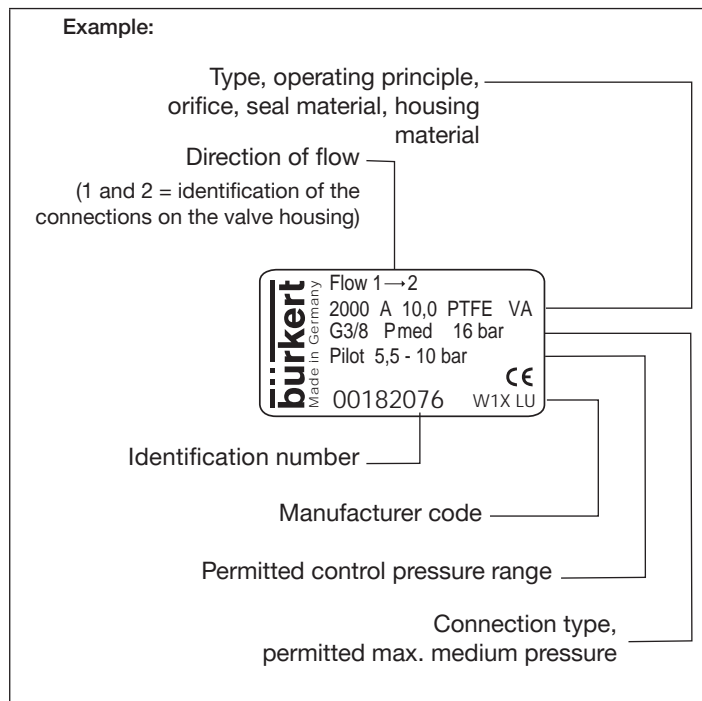 Example:
Type, operating principle,
orifice, seal material, housing
material
Direction of flow
(1 and 2 = identification of the
connections on the valve housing)
bürkert
Made in Germany
Flow 1→2
2000 A 10,0 PTFE VA
G3/8 Pmed 16 bar
Pilot 5,5 - 10 bar
CE
00182076 W1X LU
Identification number
Manufacturer code
Permitted control pressure range
Connection type,
permitted max. medium pressure